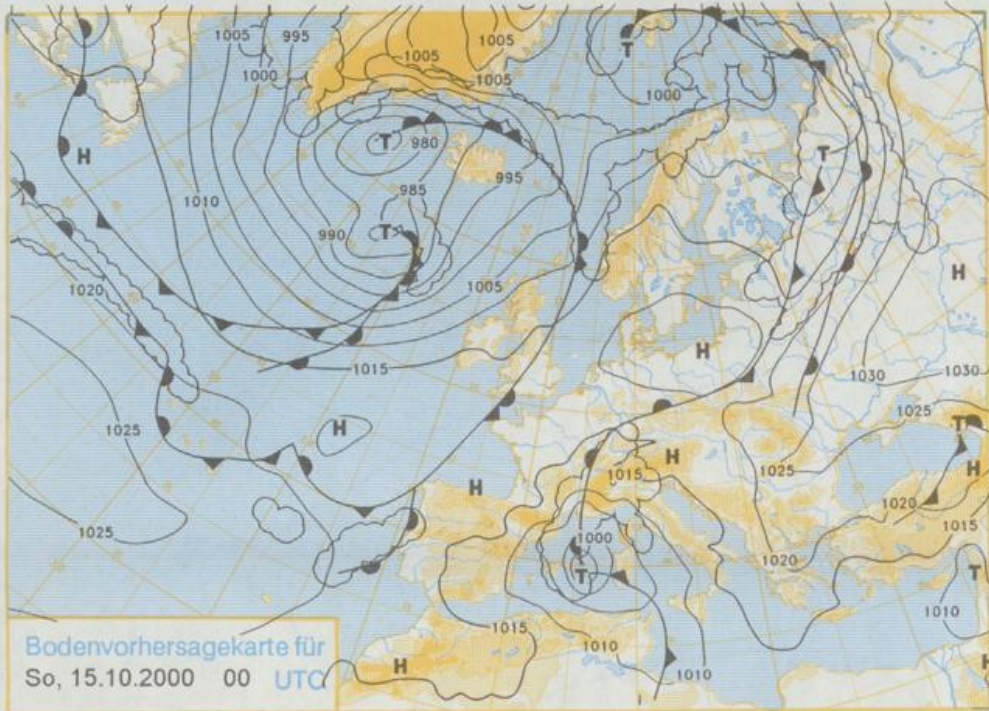 1005 995 1005 T
1000 1005 1005
1000
T 980
H 995 T
985
1010
T
990
1020 1005 H
H
1015 1030 1030
1025 H 1025 T
H 1015 H
H 1025
1020 1015
1025 1000
1020
T T
1010
1015 1010
Bodenvorhersagekarte für
So, 15.10.2000 00 UTC
H 1010 H